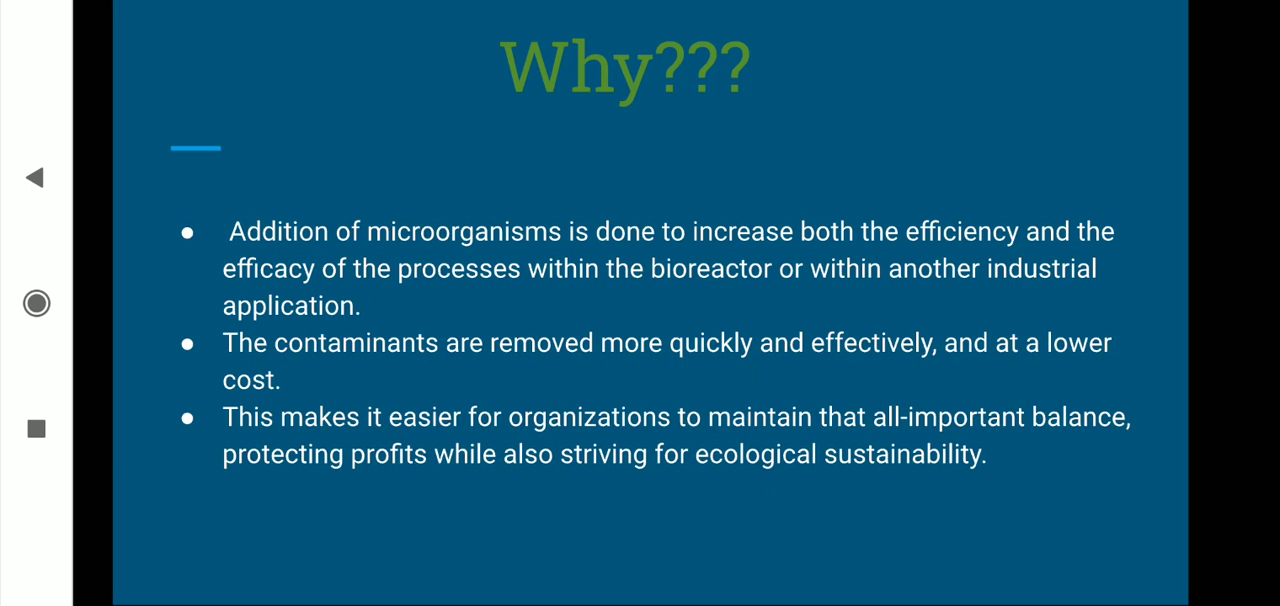 Why???
● Addition of microorganisms is done to increase both the efficiency and the
efficacy of the processes within the bioreactor or within another industrial
application.
● The contaminants are removed more quickly and effectively, and at a lower
cost.
● This makes it easier for organizations to maintain that all-important balance,
protecting profits while also striving for ecological sustainability.